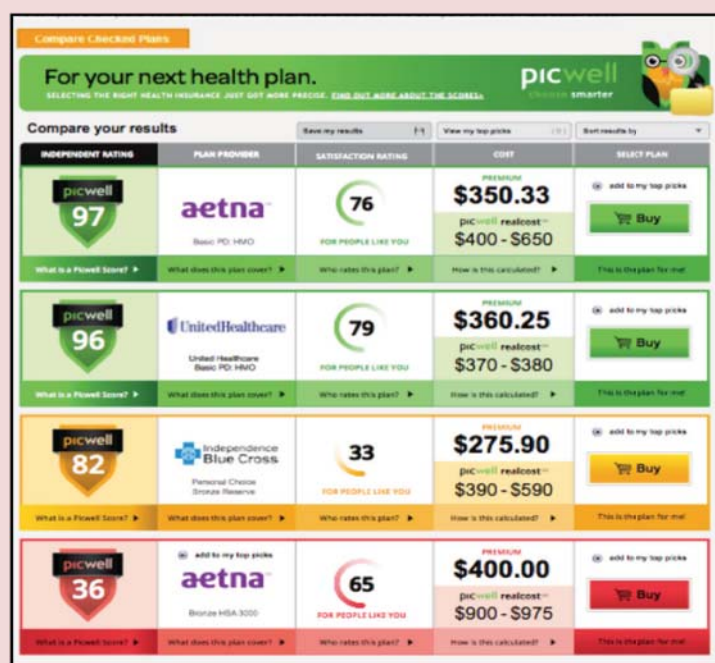 Compare Checked Plans
For your next health plan.
SELECTING THE RIGHT HEALTH INSURANCE JUST GOT MORE PRECISE. FIND OUT MORE ABOUT THE SCORES>
picwell
choose smarter
Compare your results
Save my results
View my top picks
Sort results by
INDEPENDENT RATING PLAN PROVIDER SATISFACTION RATING COST SELECT PLAN
picwell
97
aetna
Basic PD: HMO
76
FOR PEOPLE LIKE YOU
PREMIUM
$350.33
picwell realcost
$400 - $650
add to my top picks
Buy
What is a Picwell Score? What does this plan cover? Who rates this plan? How is this calculated? This is the plan for me!
picwell
96
UnitedHealthcare
United Healthcare
Basic PD: HMO
79
FOR PEOPLE LIKE YOU
PREMIUM
$360.25
picwell realcost
$370 - $380
add to my top picks
Buy
What is a Picwell Score? What does this plan cover? Who rates this plan? How is this calculated? This is the plan for me!
picwell
82
Independence
Blue Cross
Personal Choice
Bronze Reserve
33
FOR PEOPLE LIKE YOU
PREMIUM
$275.90
picwell realcost
$390 - $590
add to my top picks
Buy
What is a Picwell Score? What does this plan cover? Who rates this plan? How is this calculated? This is the plan for me!
picwell
36
add to my top picks
aetna
Bronze HSA 3000
65
FOR PEOPLE LIKE YOU
PREMIUM
$400.00
picwell realcost
$900 - $975
add to my top picks
Buy
What is a Picwell Score? What does this plan cover? Who rates this plan? How is this calculated? This is the plan for me!